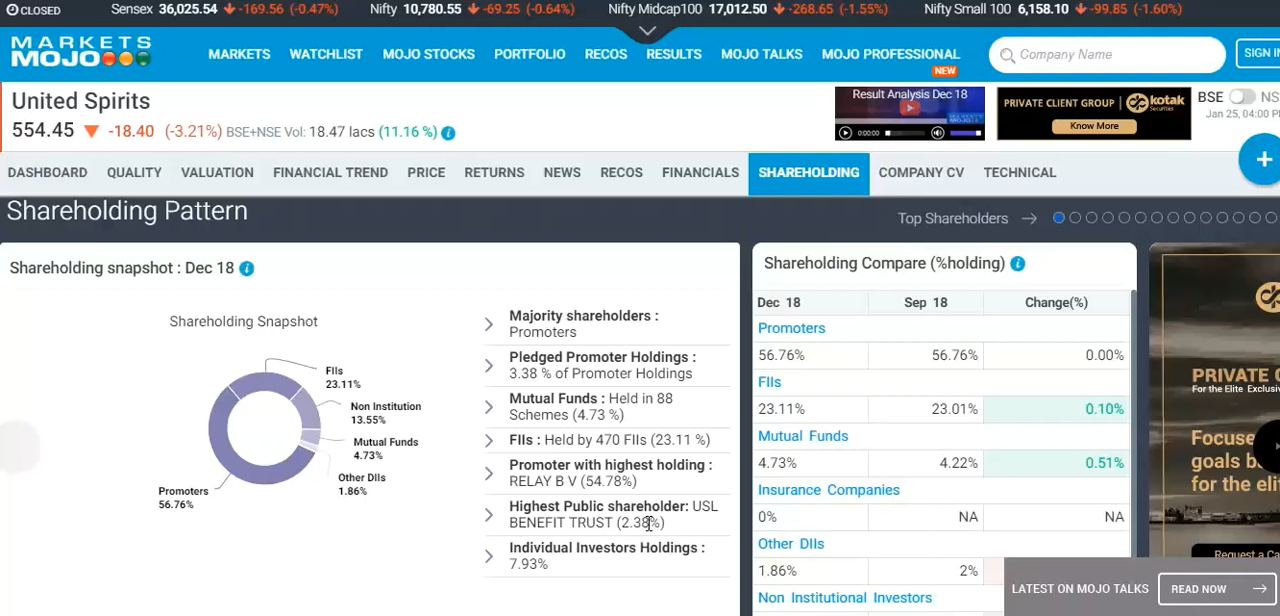 CLOSED Sensex 36,025.54 -169.56 (-0.47%) Nifty 10,780.55 -69.25 (-0.64%) Nifty Midcap100 17,012.50 -268.65 (-1.55%) Nifty Small 100 6,158.10 -99.85 (-1.60%)
MARKETS
MOJO
MARKETS WATCHLIST MOJO STOCKS PORTFOLIO RECOS RESULTS MOJO TALKS MOJO PROFESSIONAL Company Name SIGN IN
NEW
United Spirits
554.45 -18.40 (-3.21%) BSE+NSE Vol: 18.47 lacs (11.16 %)
Result Analysis Dec 18
0:00:00
PRIVATE CLIENT GROUP kotak
Securities
Know More
BSE NS
Jan 25, 04:00 P
DASHBOARD QUALITY VALUATION FINANCIAL TREND PRICE RETURNS NEWS RECOS FINANCIALS SHAREHOLDING COMPANY CV TECHNICAL
Shareholding Pattern
Top Shareholders
Shareholding snapshot : Dec 18
Shareholding Snapshot
FIIs
23.11%
Non Institution
13.55%
Mutual Funds
4.73%
Other DIIs
1.86%
Promoters
56.76%
Majority shareholders :
Promoters
Pledged Promoter Holdings :
3.38 % of Promoter Holdings
Mutual Funds : Held in 88
Schemes (4.73 %)
FIIs : Held by 470 FIIs (23.11 %)
Promoter with highest holding :
RELAY B V (54.78%)
Highest Public shareholder: USL
BENEFIT TRUST (2.38%)
Individual Investors Holdings :
7.93%
Shareholding Compare (%holding)
Dec 18 Sep 18 Change(%)
Promoters
56.76% 56.76% 0.00%
FIIs
23.11% 23.01% 0.10%
Mutual Funds
4.73% 4.22% 0.51%
Insurance Companies
0% NA NA
Other DIIs
1.86% 2%
Non Institutional Investors
PRIVATE C
For the Elite Exclusiv
Focuse
goals b
for the elit
Request a Ca
LATEST ON MOJO TALKS READ NOW